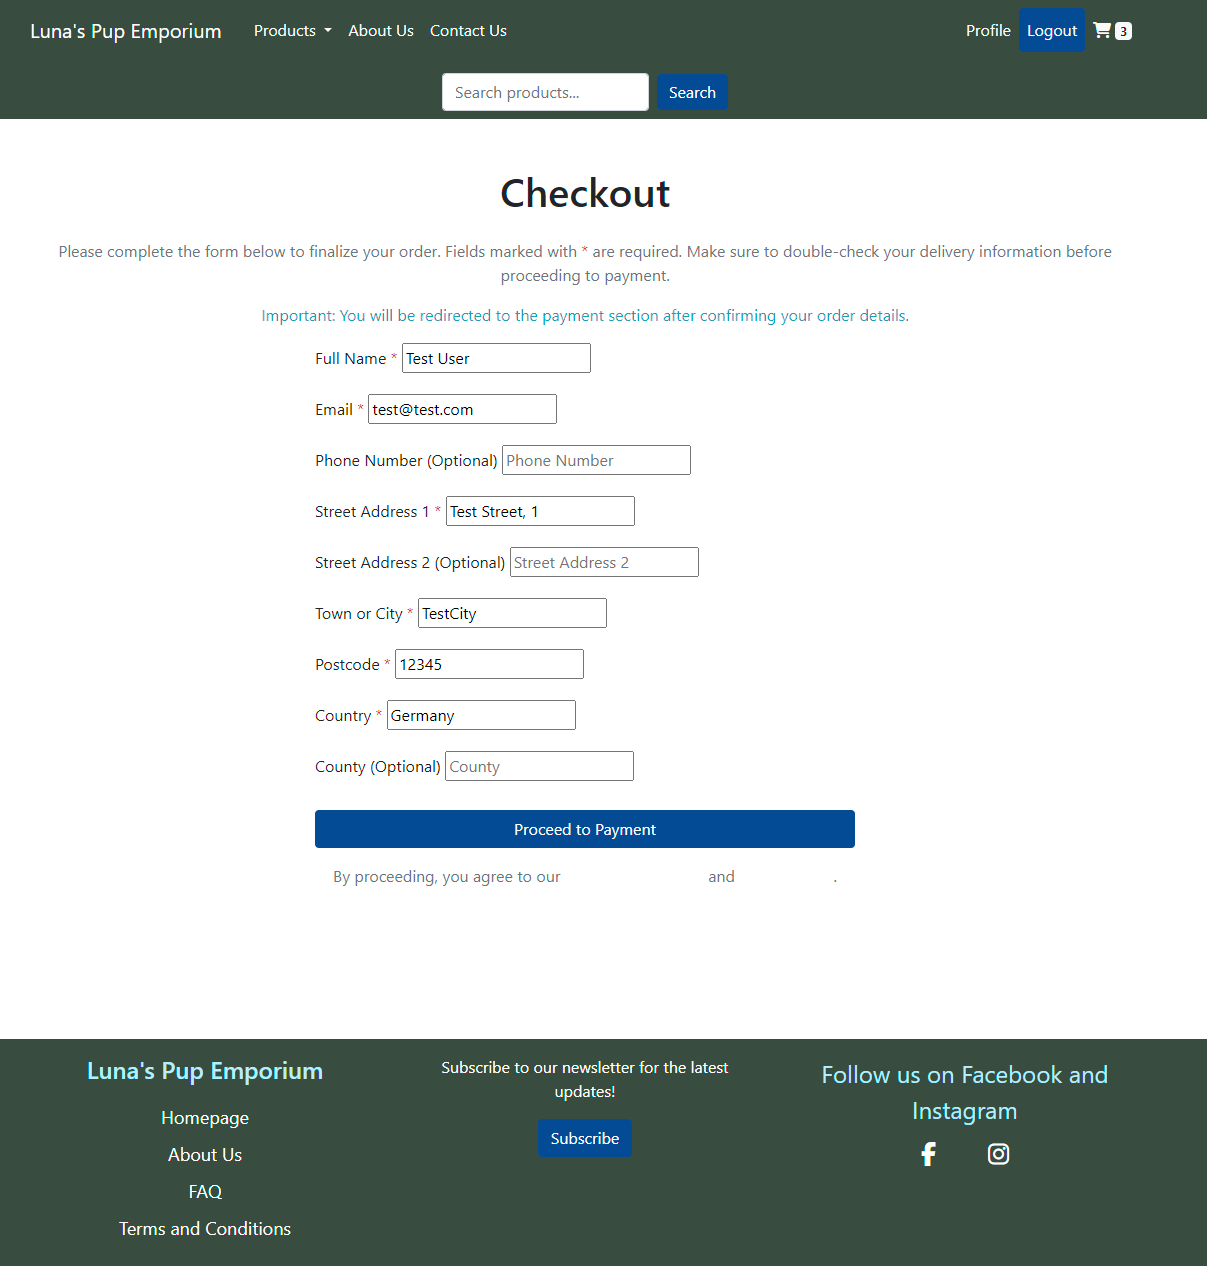 Luna's Pup Emporium Products About Us Contact Us Profile Logout 3
Search products... Search
Checkout
Please complete the form below to finalize your order. Fields marked with * are required. Make sure to double-check your delivery information before
proceeding to payment.
Important: You will be redirected to the payment section after confirming your order details.
Full Name * Test User
Email * test@test.com
Phone Number (Optional) Phone Number
Street Address 1 * Test Street, 1
Street Address 2 (Optional) Street Address 2
Town or City * TestCity
Postcode * 12345
Country * Germany
County (Optional) County
Proceed to Payment
By proceeding, you agree to our and .
Luna's Pup Emporium
Homepage
About Us
FAQ
Terms and Conditions
Subscribe to our newsletter for the latest
updates!
Subscribe
Follow us on Facebook and
Instagram